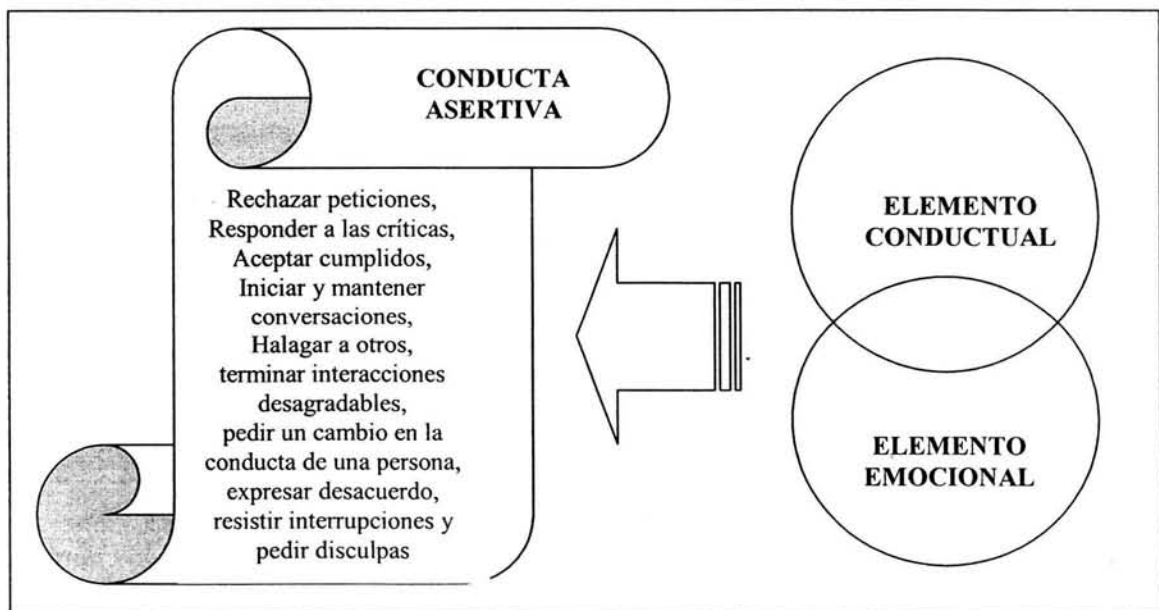 CONDUCTA
ASERTIVA
Rechazar peticiones,
Responder a las críticas,
Aceptar cumplidos,
Iniciar y mantener
conversaciones,
Halagar a otros,
terminar interacciones
desagradables,
pedir un cambio en la
conducta de una persona,
expresar desacuerdo,
resistir interrupciones y
pedir disculpas
ELEMENTO
CONDUCTUAL
ELEMENTO
EMOCIONAL